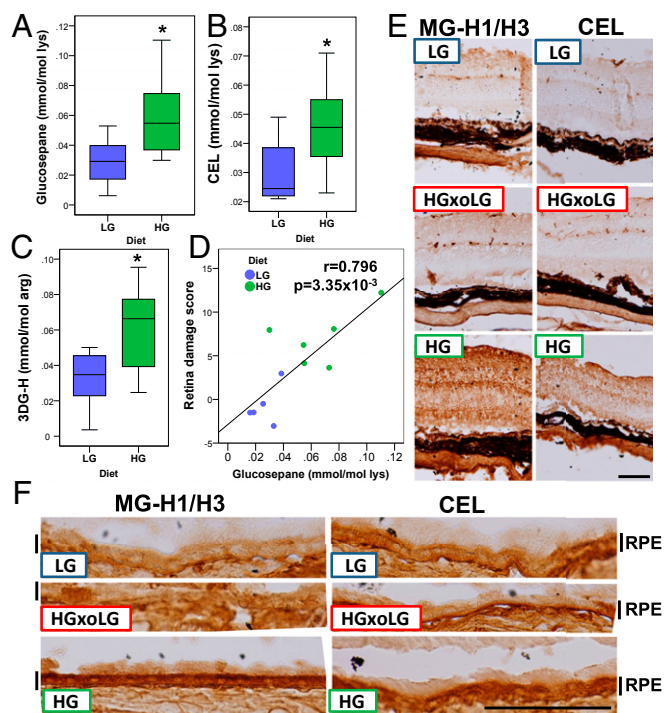 A
Glucosepane (mmol/mol lys)
.12
.10
.08
.06
.04
.02
.0
*
LG
HG
Diet
B
CEL (mmol/mol lys)
.08
.07
.06
.05
.04
.03
.02
*
LG
HG
Diet
C
3DG-H (mmol/mol arg)
.10
.08
.06
.04
.02
.0
*
LG
HG
Diet
D
Diet
LG
HG
r=0.796
p=3.35x10⁻³
Retina damage score
15
10
5
0
-5
0
.02
.04
.06
.08
.10
.12
Glucosepane (mmol/mol lys)
E
MG-H1/H3
CEL
LG
LG
HGxoLG
HGxoLG
HG
HG
F
MG-H1/H3
CEL
LG
LG
RPE
HGxoLG
HGxoLG
RPE
HG
HG
RPE